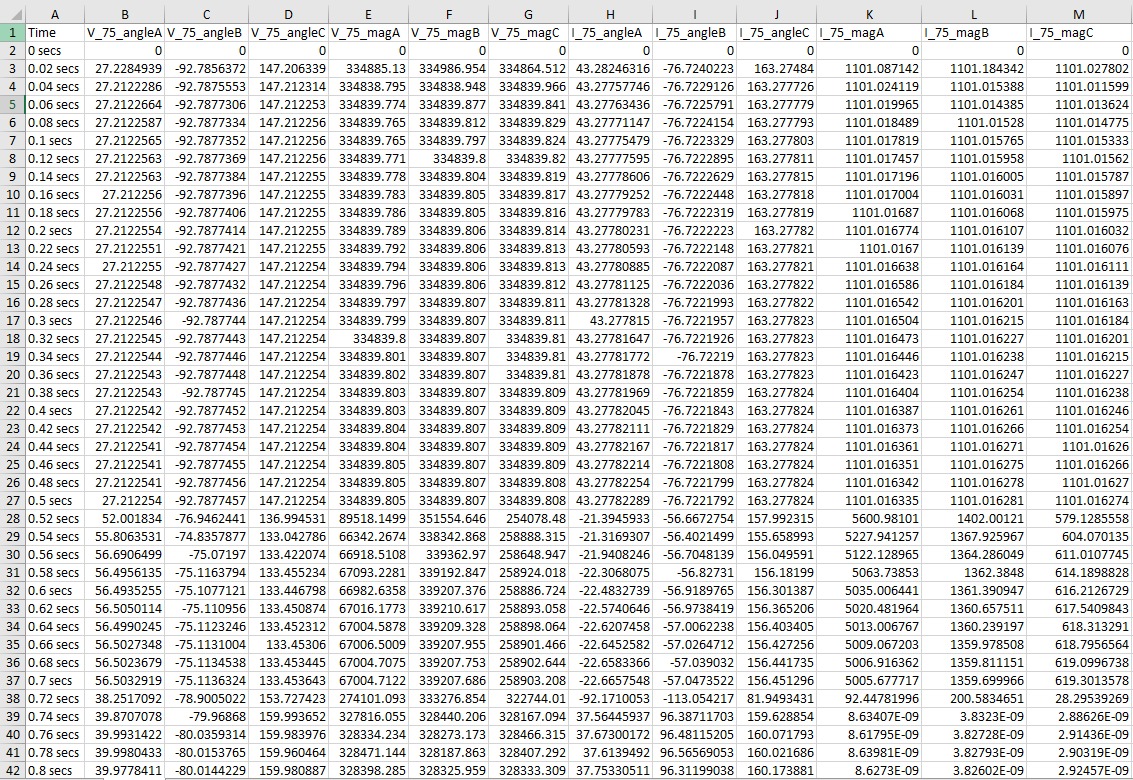 A B C D E F G H I J K L M
1 Time V_75_angleA V_75_angleB V_75_angleC V_75_magA V_75_magB V_75_magC I_75_angleA I_75_angleB I_75_angleC I_75_magA I_75_magB I_75_magC
2 0 secs 0 0 0 0 0 0 0 0 0 0 0 0
3 0.02 secs 27.2284939 -92.7856372 147.206339 334885.13 334986.954 334864.512 43.28246316 -76.7240223 163.27484 1101.087142 1101.184342 1101.027802
4 0.04 secs 27.2122286 -92.7875553 147.212314 334838.795 334838.948 334839.966 43.27757746 -76.7229126 163.277726 1101.024119 1101.015388 1101.011599
5 0.06 secs 27.2122664 -92.7877306 147.212253 334839.774 334839.877 334839.841 43.27763436 -76.7225791 163.277779 1101.019965 1101.014385 1101.013624
6 0.08 secs 27.2122587 -92.7877334 147.212256 334839.765 334839.812 334839.829 43.27771147 -76.7224154 163.277793 1101.018489 1101.01528 1101.014775
7 0.1 secs 27.2122565 -92.7877352 147.212256 334839.765 334839.797 334839.824 43.27775479 -76.7223329 163.277803 1101.017819 1101.015765 1101.015333
8 0.12 secs 27.2122563 -92.7877369 147.212256 334839.771 334839.8 334839.82 43.27777595 -76.7222895 163.277811 1101.017457 1101.015958 1101.01562
9 0.14 secs 27.2122563 -92.7877384 147.212255 334839.778 334839.804 334839.819 43.27778606 -76.7222629 163.277815 1101.017196 1101.016005 1101.015787
10 0.16 secs 27.212256 -92.7877396 147.212255 334839.783 334839.805 334839.817 43.27779252 -76.7222448 163.277818 1101.017004 1101.016031 1101.015897
11 0.18 secs 27.2122556 -92.7877406 147.212255 334839.786 334839.805 334839.816 43.27779783 -76.7222319 163.277819 1101.01687 1101.016068 1101.015975
12 0.2 secs 27.2122554 -92.7877414 147.212255 334839.789 334839.806 334839.814 43.27780231 -76.7222223 163.27782 1101.016774 1101.016107 1101.016032
13 0.22 secs 27.2122551 -92.7877421 147.212255 334839.792 334839.806 334839.813 43.27780593 -76.7222148 163.277821 1101.0167 1101.016139 1101.016076
14 0.24 secs 27.212255 -92.7877427 147.212254 334839.794 334839.806 334839.813 43.27780885 -76.7222087 163.277821 1101.016638 1101.016164 1101.016111
15 0.26 secs 27.2122548 -92.7877432 147.212254 334839.796 334839.806 334839.812 43.27781125 -76.7222036 163.277822 1101.016586 1101.016184 1101.016139
16 0.28 secs 27.2122547 -92.7877436 147.212254 334839.797 334839.807 334839.811 43.27781328 -76.7221993 163.277822 1101.016542 1101.016201 1101.016163
17 0.3 secs 27.2122546 -92.787744 147.212254 334839.799 334839.807 334839.811 43.277815 -76.7221957 163.277823 1101.016504 1101.016215 1101.016184
18 0.32 secs 27.2122545 -92.7877443 147.212254 334839.8 334839.807 334839.81 43.27781647 -76.7221926 163.277823 1101.016473 1101.016227 1101.016201
19 0.34 secs 27.2122544 -92.7877446 147.212254 334839.801 334839.807 334839.81 43.27781772 -76.72219 163.277823 1101.016446 1101.016238 1101.016215
20 0.36 secs 27.2122543 -92.7877448 147.212254 334839.802 334839.807 334839.81 43.27781878 -76.7221878 163.277823 1101.016423 1101.016247 1101.016227
21 0.38 secs 27.2122543 -92.787745 147.212254 334839.803 334839.807 334839.809 43.27781969 -76.7221859 163.277824 1101.016404 1101.016254 1101.016238
22 0.4 secs 27.2122542 -92.7877452 147.212254 334839.803 334839.807 334839.809 43.27782045 -76.7221843 163.277824 1101.016387 1101.016261 1101.016246
23 0.42 secs 27.2122542 -92.7877453 147.212254 334839.804 334839.807 334839.809 43.27782111 -76.7221829 163.277824 1101.016373 1101.016266 1101.016254
24 0.44 secs 27.2122541 -92.7877454 147.212254 334839.804 334839.807 334839.809 43.27782167 -76.7221817 163.277824 1101.016361 1101.016271 1101.01626
25 0.46 secs 27.2122541 -92.7877455 147.212254 334839.805 334839.807 334839.809 43.27782214 -76.7221808 163.277824 1101.016351 1101.016275 1101.016266
26 0.48 secs 27.2122541 -92.7877456 147.212254 334839.805 334839.807 334839.808 43.27782254 -76.7221799 163.277824 1101.016342 1101.016278 1101.01627
27 0.5 secs 27.212254 -92.7877457 147.212254 334839.805 334839.807 334839.808 43.27782289 -76.7221792 163.277824 1101.016335 1101.016281 1101.016274
28 0.52 secs 52.001834 -76.9462441 136.994531 89518.1499 351554.646 254078.48 -21.3945933 -56.6672754 157.992315 5600.98101 1402.00121 579.1285558
29 0.54 secs 55.8063531 -74.8357877 133.042786 66342.2674 338342.868 258888.315 -21.3169307 -56.4021499 155.658993 5227.941257 1367.925967 604.070135
30 0.56 secs 56.6906499 -75.07197 133.422074 66918.5108 339362.97 258648.947 -21.9408246 -56.7048139 156.049591 5122.128965 1364.286049 611.0107745
31 0.58 secs 56.4956135 -75.1163794 133.455234 67093.2281 339192.847 258924.018 -22.3068075 -56.82731 156.18199 5063.73853 1362.3848 614.1898828
32 0.6 secs 56.4935255 -75.1077121 133.446798 66982.6358 339207.376 258886.724 -22.4832739 -56.9189765 156.301387 5035.006441 1361.390947 616.2126729
33 0.62 secs 56.5050114 -75.110956 133.450874 67016.1773 339210.617 258893.058 -22.5740646 -56.9738419 156.365206 5020.481964 1360.657511 617.5409843
34 0.64 secs 56.4990245 -75.1123246 133.452312 67004.5878 339209.328 258898.064 -22.6207458 -57.0062238 156.403405 5013.006767 1360.239197 618.313291
35 0.66 secs 56.5027348 -75.1131004 133.45306 67006.5009 339207.955 258901.466 -22.6452582 -57.0264712 156.427256 5009.067203 1359.978508 618.7956564
36 0.68 secs 56.5023679 -75.1134538 133.453445 67004.7075 339207.753 258902.644 -22.6583366 -57.039032 156.441735 5006.916362 1359.811151 619.0996738
37 0.7 secs 56.5032919 -75.1136324 133.453643 67004.7122 339207.686 258903.208 -22.6657548 -57.0473522 156.451296 5005.677717 1359.699966 619.3013578
38 0.72 secs 38.2517092 -78.9005022 153.727423 274101.093 333276.854 322744.01 -92.1710053 -113.054217 81.9493431 92.44781996 200.5834651 28.29539269
39 0.74 secs 39.8707078 -79.96868 159.993652 327816.055 328440.206 328167.094 37.56445937 96.38711703 159.628854 8.63407E-09 3.8323E-09 2.88626E-09
40 0.76 secs 39.9931422 -80.0359314 159.983976 328334.234 328273.173 328466.315 37.67300172 96.48115205 160.071793 8.61795E-09 3.82728E-09 2.91436E-09
41 0.78 secs 39.9980433 -80.0153765 159.960464 328471.144 328187.863 328407.292 37.6139492 96.56569053 160.021686 8.63981E-09 3.82793E-09 2.90319E-09
42 0.8 secs 39.9778411 -80.0144229 159.980887 328398.285 328325.959 328333.309 37.75330511 96.31199038 160.173881 8.6273E-09 3.82602E-09 2.92457E-09